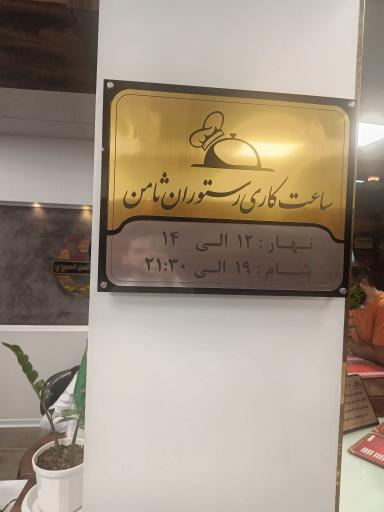 ساعت کاری رستوران ثامن
نهار : ۱۲ الی ۱۴
شام : ۱۹ الی ۲۱:۳۰